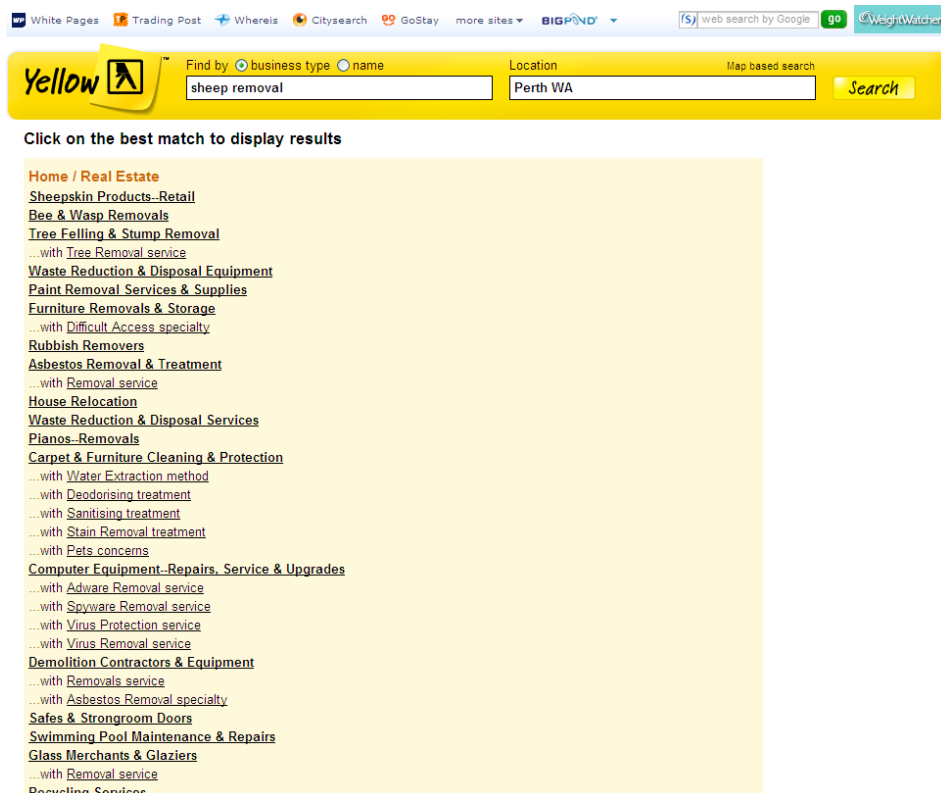 WP White Pages Trading Post Whereis Citysearch GoStay more sites BIGPOND web search by Google go WeightWatcher
Find by business type name Location Map based search
Yellow ™ sheep removal Perth WA Search
Click on the best match to display results
Home / Real Estate
Sheepskin Products--Retail
Bee & Wasp Removals
Tree Felling & Stump Removal
...with Tree Removal service
Waste Reduction & Disposal Equipment
Paint Removal Services & Supplies
Furniture Removals & Storage
...with Difficult Access specialty
Rubbish Removers
Asbestos Removal & Treatment
...with Removal service
House Relocation
Waste Reduction & Disposal Services
Pianos--Removals
Carpet & Furniture Cleaning & Protection
...with Water Extraction method
...with Deodorising treatment
...with Sanitising treatment
...with Stain Removal treatment
...with Pets concerns
Computer Equipment--Repairs, Service & Upgrades
...with Adware Removal service
...with Spyware Removal service
...with Virus Protection service
...with Virus Removal service
Demolition Contractors & Equipment
...with Removals service
...with Asbestos Removal specialty
Safes & Strongroom Doors
Swimming Pool Maintenance & Repairs
Glass Merchants & Glaziers
...with Removal service
Recycling Services